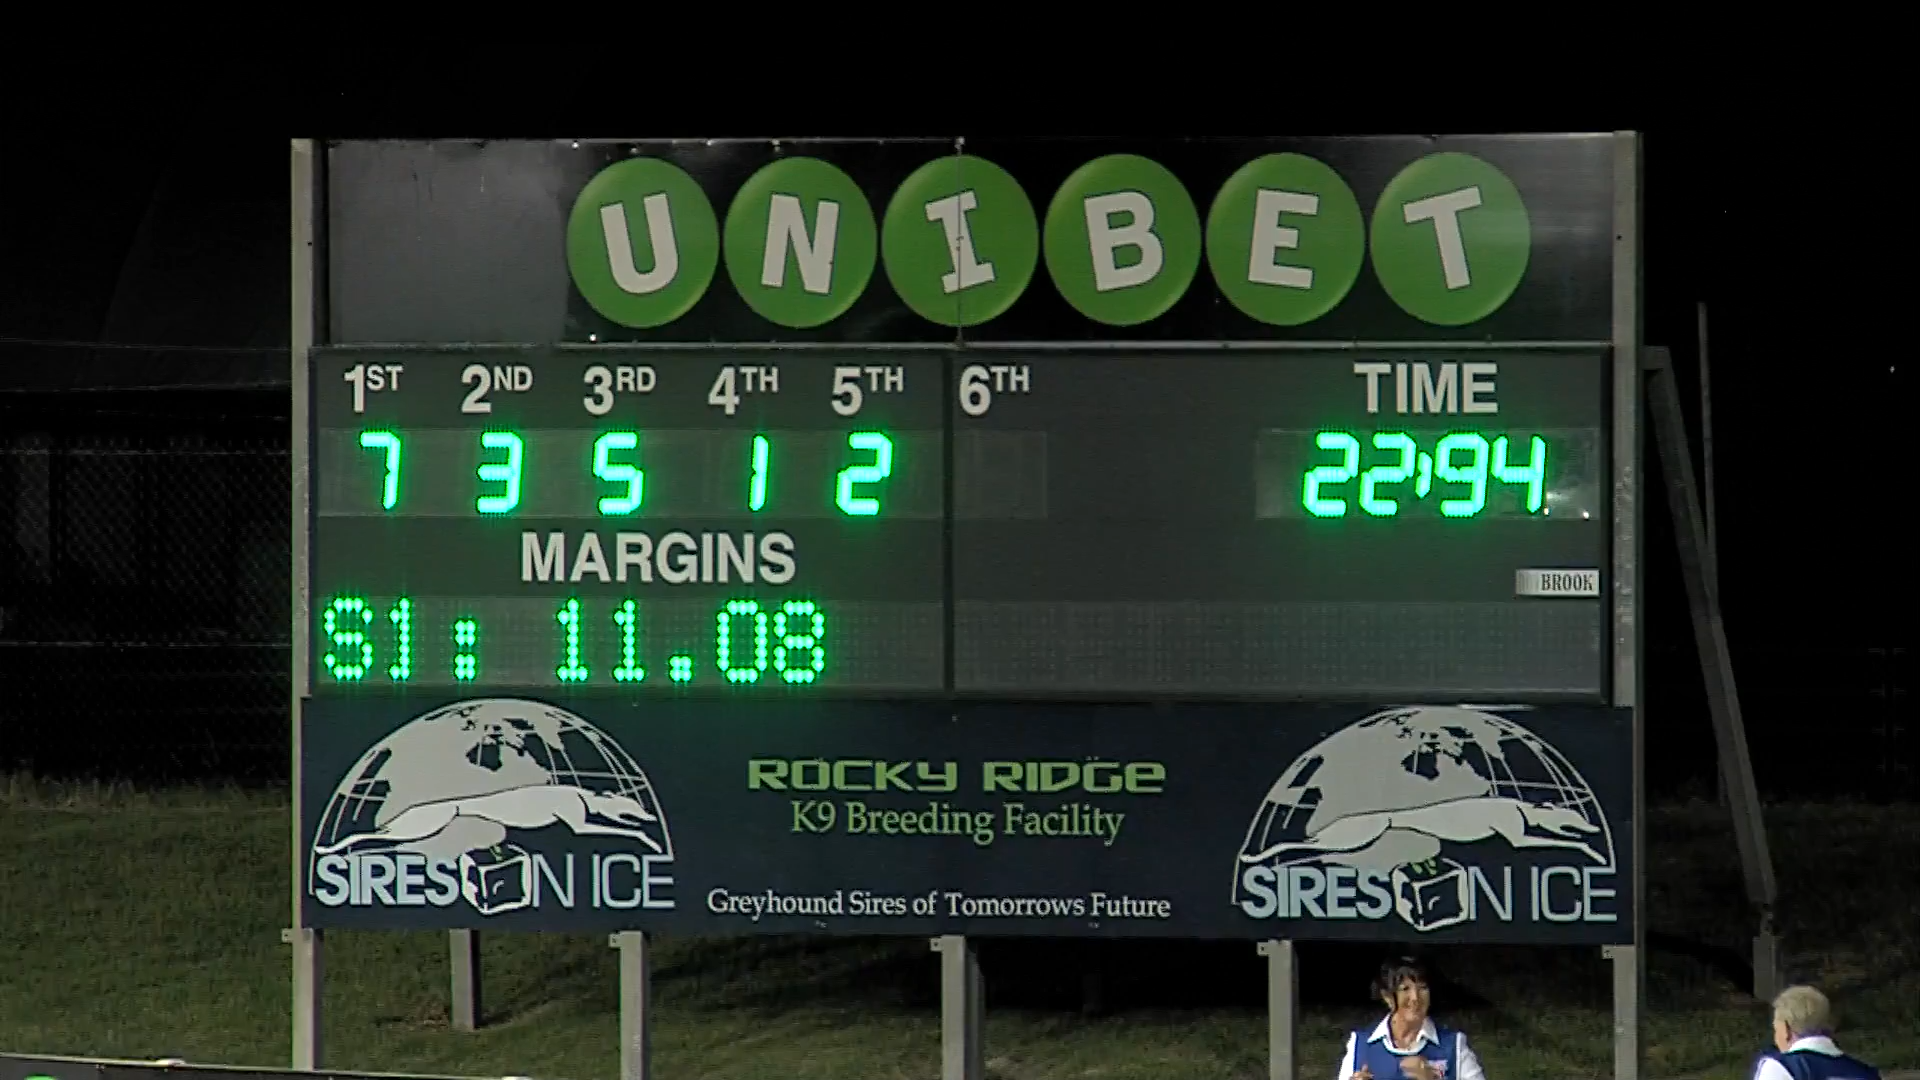 UNIBET
1ST 2ND 3RD 4TH 5TH 6TH TIME
7 3 5 1 2 22:94
MARGINS
BROOK
S1: 11.08
ROCKY RIDGE
K9 Breeding Facility
SIRES ON ICE
Greyhound Sires of Tomorrows Future
SIRES ON ICE